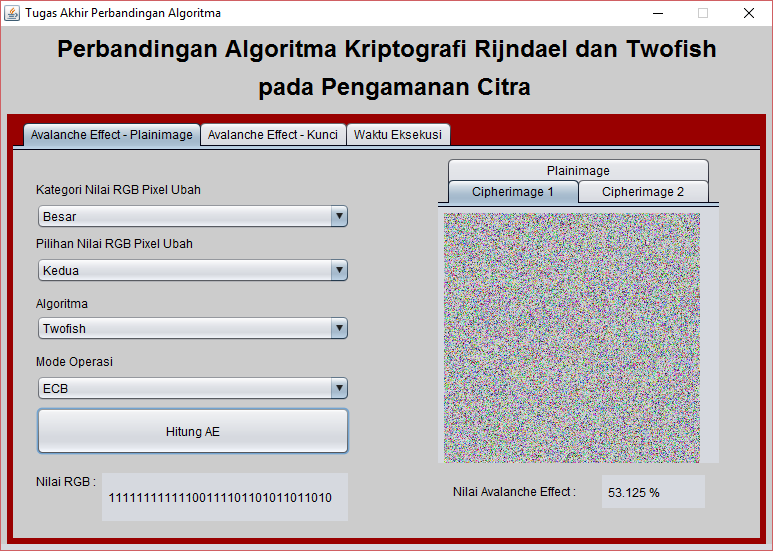 Tugas Akhir Perbandingan Algoritma
Perbandingan Algoritma Kriptografi Rijndael dan Twofish
pada Pengamanan Citra
Avalanche Effect - Plainimage
Avalanche Effect - Kunci
Waktu Eksekusi
Kategori Nilai RGB Pixel Ubah
Besar
Pilihan Nilai RGB Pixel Ubah
Kedua
Algoritma
Twofish
Mode Operasi
ECB
Hitung AE
Nilai RGB :
11111111111100111101101011011010
Plainimage
Cipherimage 1
Cipherimage 2
Nilai Avalanche Effect :
53.125 %